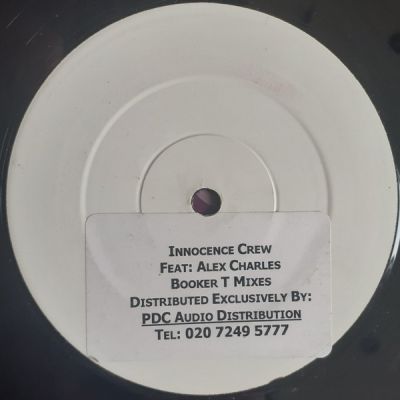 Innocence Crew
Feat: Alex Charles
Booker T Mixes
Distributed Exclusively By:
PDC Audio Distribution
Tel: 020 7249 5777